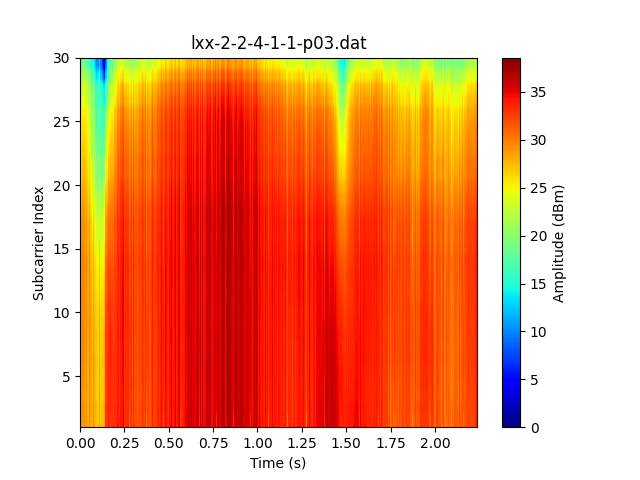 lxx-2-2-4-1-1-p03.dat
30
25
20
15
10
5
Subcarrier Index
0.00 0.25 0.50 0.75 1.00 1.25 1.50 1.75 2.00
Time (s)
35
30
25
20
15
10
5
0
Amplitude (dBm)